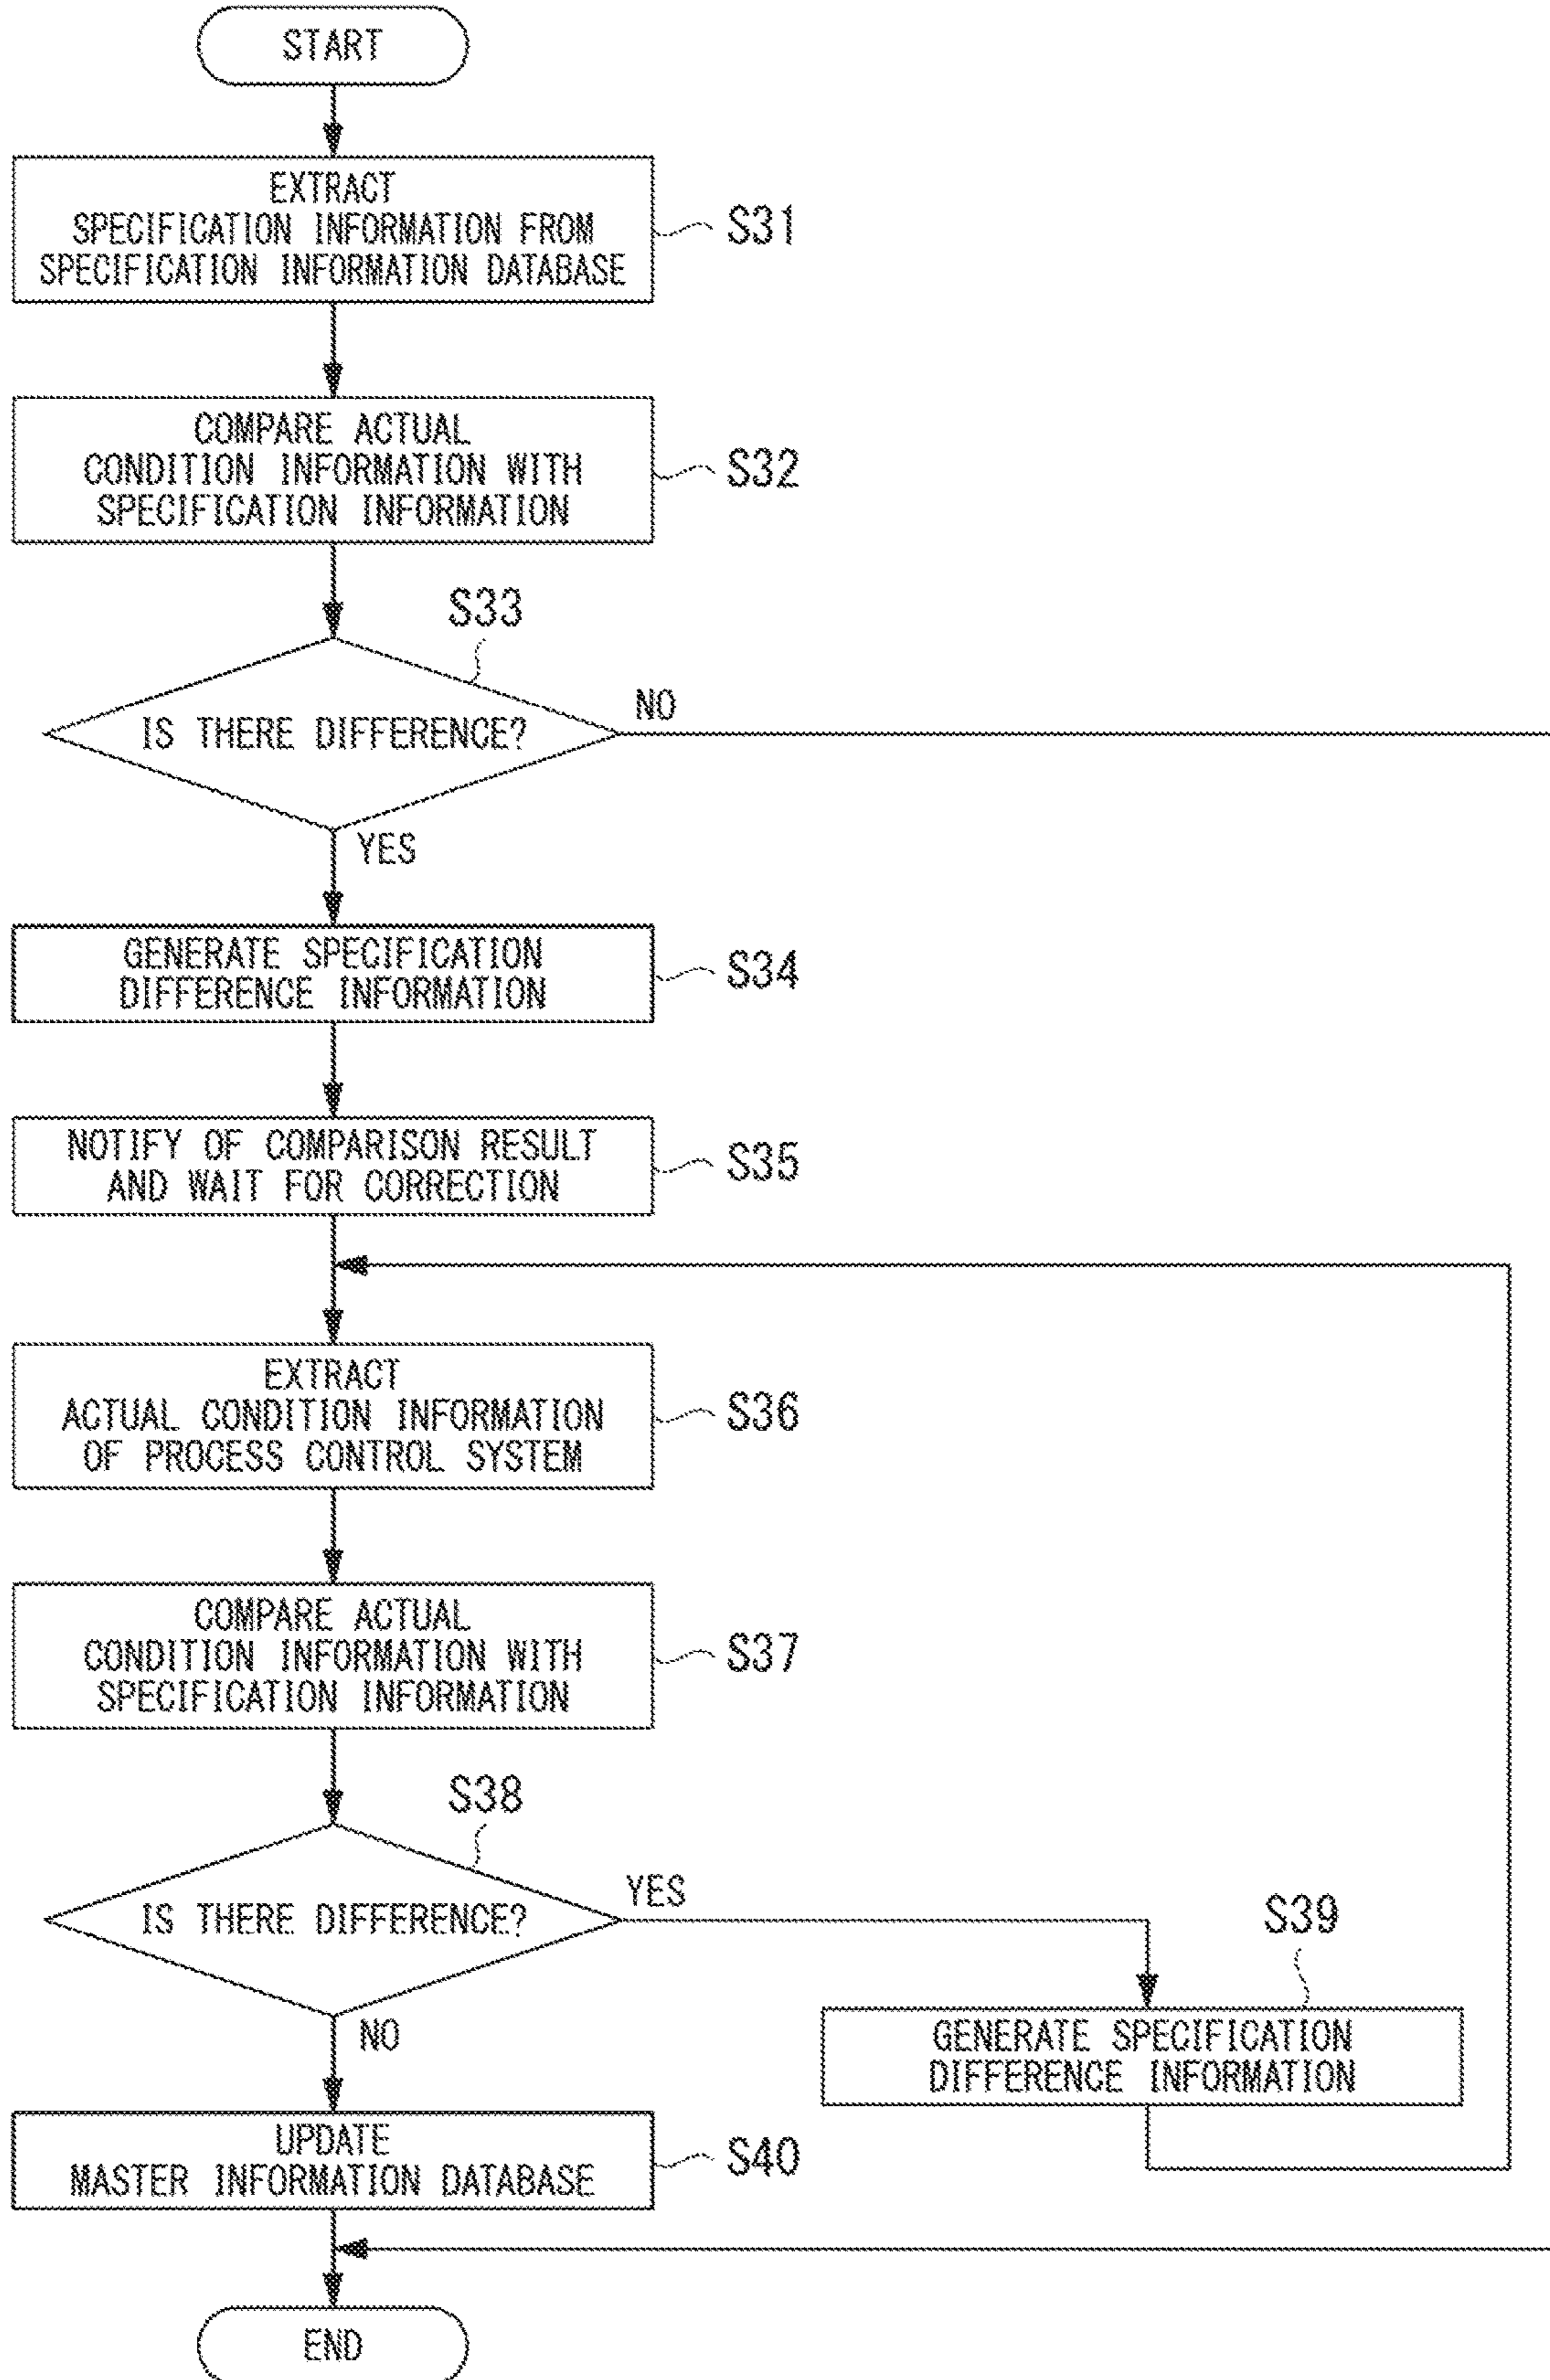 START
EXTRACT
SPECIFICATION INFORMATION FROM
SPECIFICATION INFORMATION DATABASE
S31
COMPARE ACTUAL
CONDITION INFORMATION WITH
SPECIFICATION INFORMATION
S32
S33
IS THERE DIFFERENCE?
NO
YES
GENERATE SPECIFICATION
DIFFERENCE INFORMATION
S34
NOTIFY OF COMPARISON RESULT
AND WAIT FOR CORRECTION
S35
EXTRACT
ACTUAL CONDITION INFORMATION
OF PROCESS CONTROL SYSTEM
S36
COMPARE ACTUAL
CONDITION INFORMATION WITH
SPECIFICATION INFORMATION
S37
S38
IS THERE DIFFERENCE?
YES
NO
S39
GENERATE SPECIFICATION
DIFFERENCE INFORMATION
UPDATE
MASTER INFORMATION DATABASE
S40
END